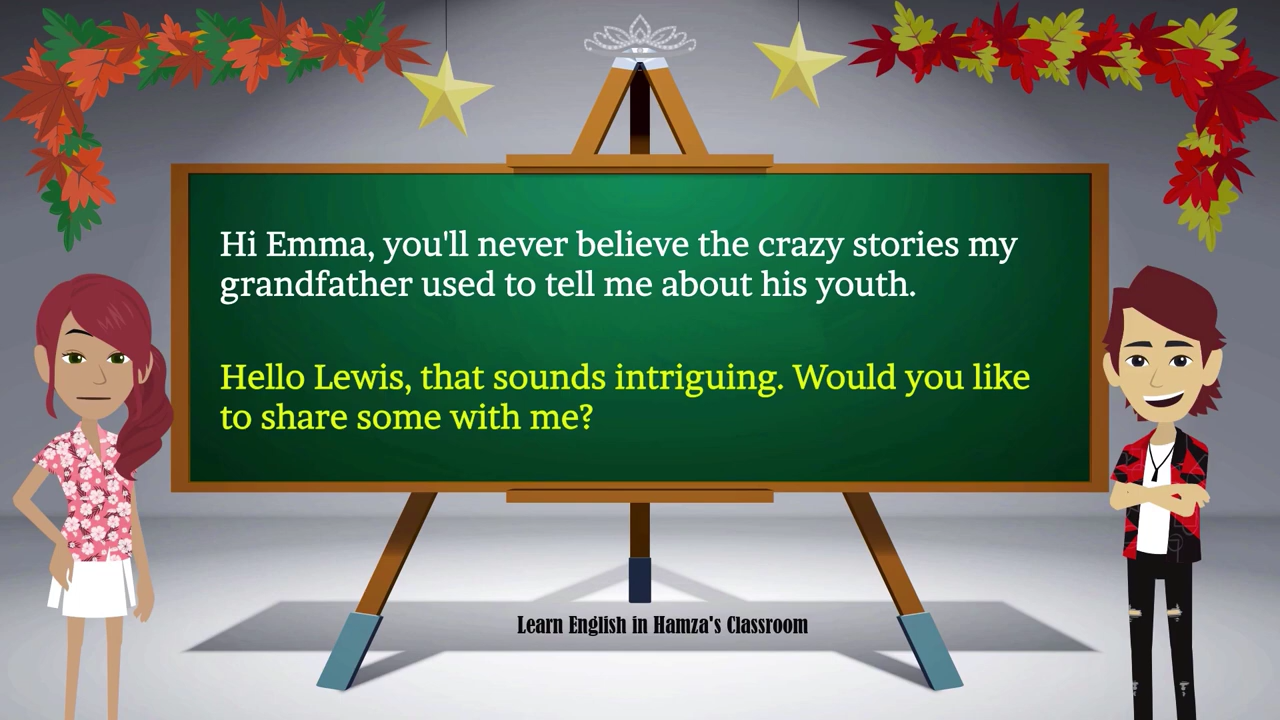 Hi Emma, you'll never believe the crazy stories my
grandfather used to tell me about his youth.
Hello Lewis, that sounds intriguing. Would you like
to share some with me?
Learn English in Hamza's Classroom